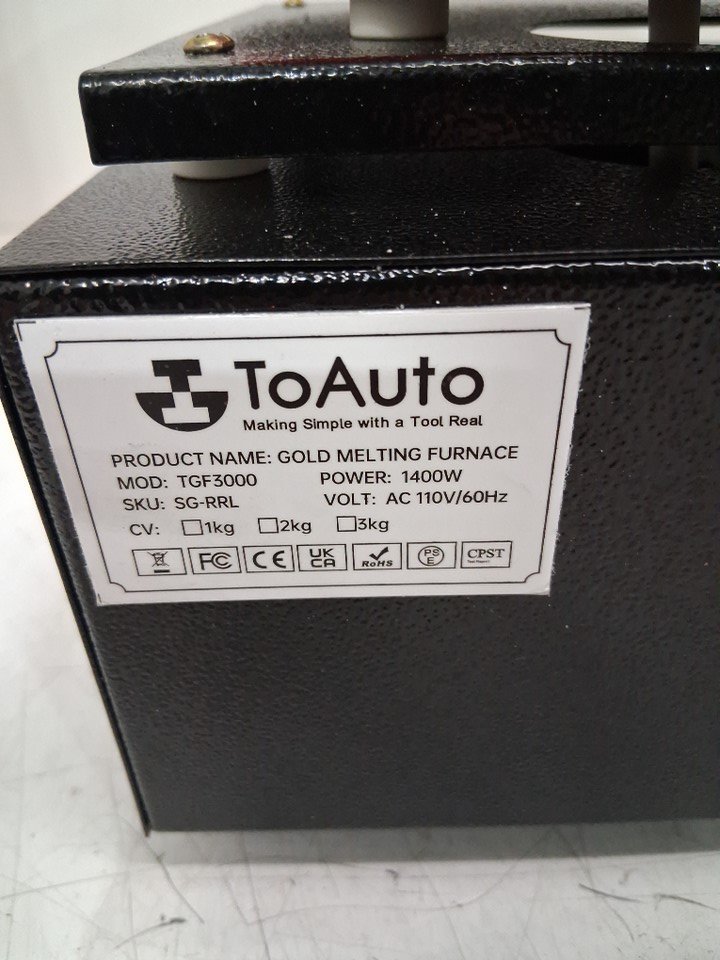 ToAuto
Making Simple with a Tool Real
PRODUCT NAME: GOLD MELTING FURNACE
MOD: TGF3000 POWER: 1400W
SKU: SG-RRL VOLT: AC 110V/60Hz
CV: □1kg □2kg □3kg
FC CE UK CA RoHS PS E CPST